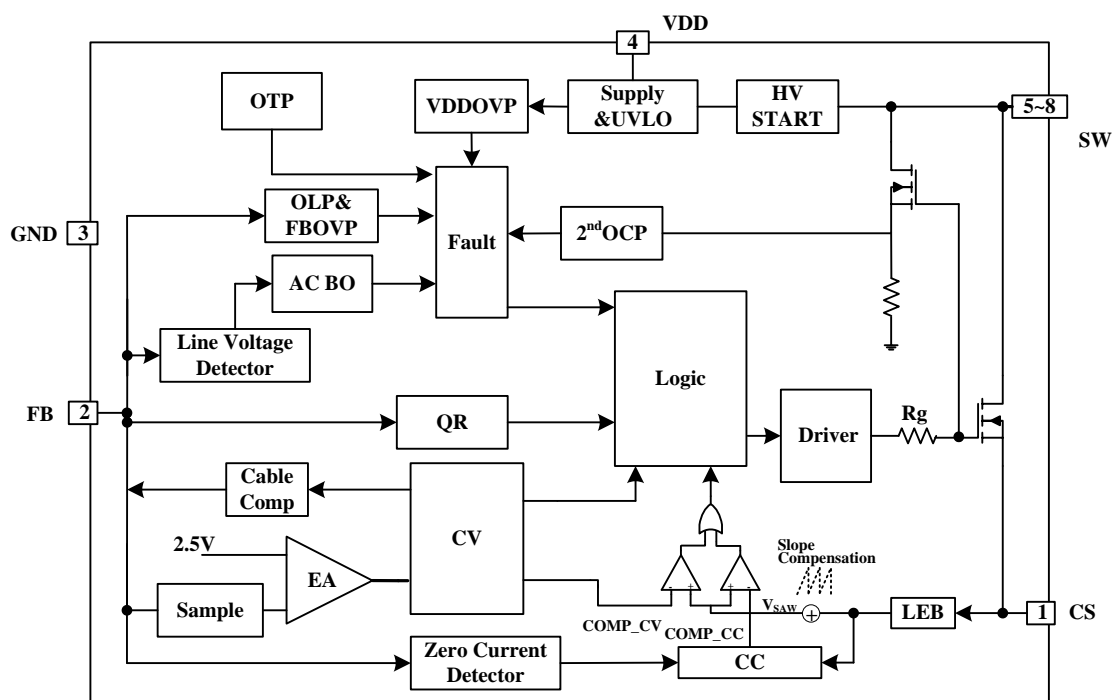 VDD
4
OTP
VDDOVP
Supply
&UVLO
HV
START
5~8
SW
OLP&
FBOVP
GND
3
Fault
2ndOCP
AC BO
Line Voltage
Detector
Logic
FB
2
QR
Driver
Rg
Cable
Comp
CV
2.5V
EA
Slope
Compensation
Sample
- +
+ -
VSAW
+
LEB
1
CS
COMP_CV
COMP_CC
Zero Current
Detector
CC